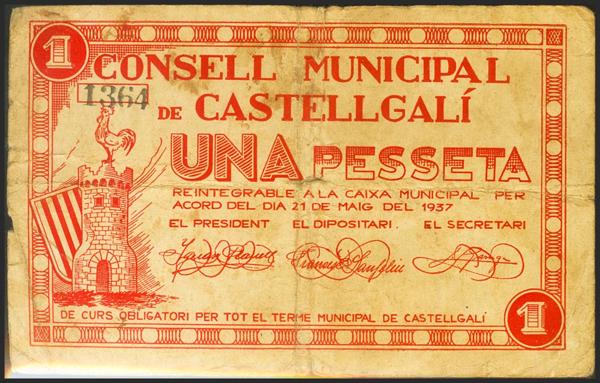 1
CONSELL MUNICIPAL
1364
DE CASTELLGALÍ
UNA PESSETA
REINTEGRABLE A LA CAIXA MUNICIPAL PER
ACORD DEL DIA 21 DE MAIG DEL 1937
EL PRESIDENT EL DIPOSITARI. EL SECRETARI
DE CURS OBLIGATORI PER TOT EL TERME MUNICIPAL DE CASTELLGALÍ
1